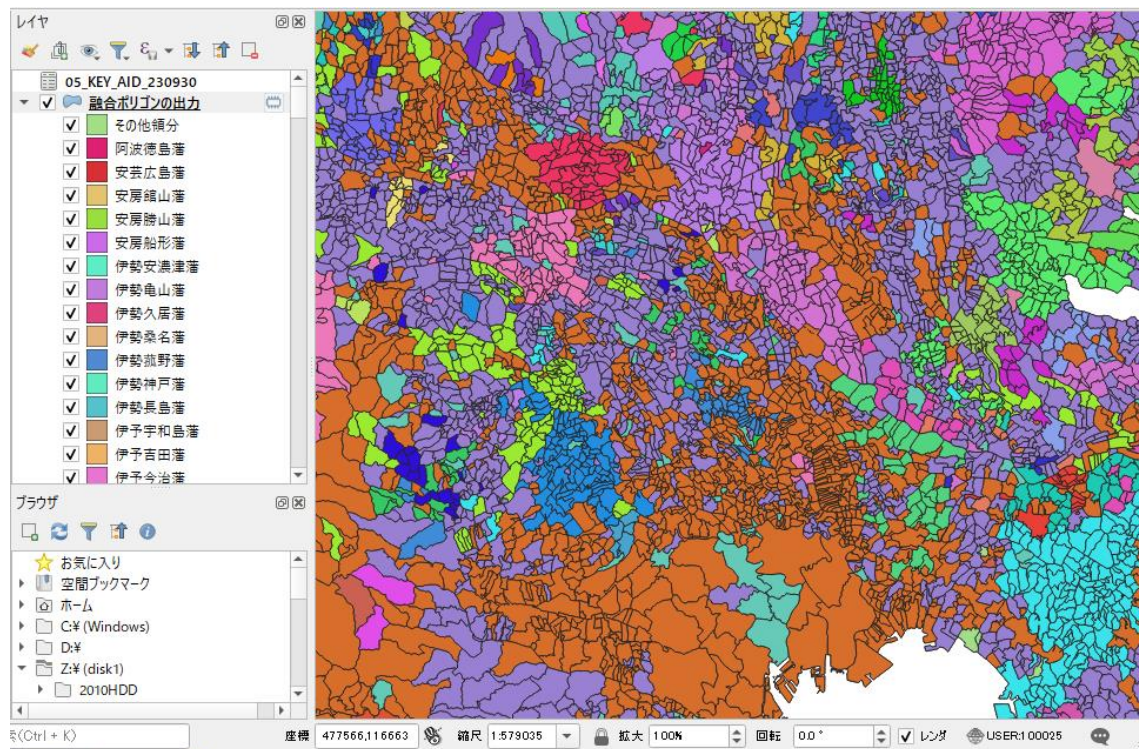 レイヤ
05_KEY_AID_230930
融合ポリゴンの出力
その他領分
阿波徳島藩
安芸広島藩
安房館山藩
安房勝山藩
安房船形藩
伊勢安濃津藩
伊勢亀山藩
伊勢久居藩
伊勢桑名藩
伊勢菰野藩
伊勢神戸藩
伊勢長島藩
伊予宇和島藩
伊予吉田藩
伊予今治藩
ブラウザ
お気に入り
空間ブックマーク
ホーム
C:¥ (Windows)
D:¥
Z:¥ (disk1)
2010HDD
(Ctrl + K) 座標 477566,116663 縮尺 1:579035 拡大 100% 回転 0.0 ° レンダ USER:100025